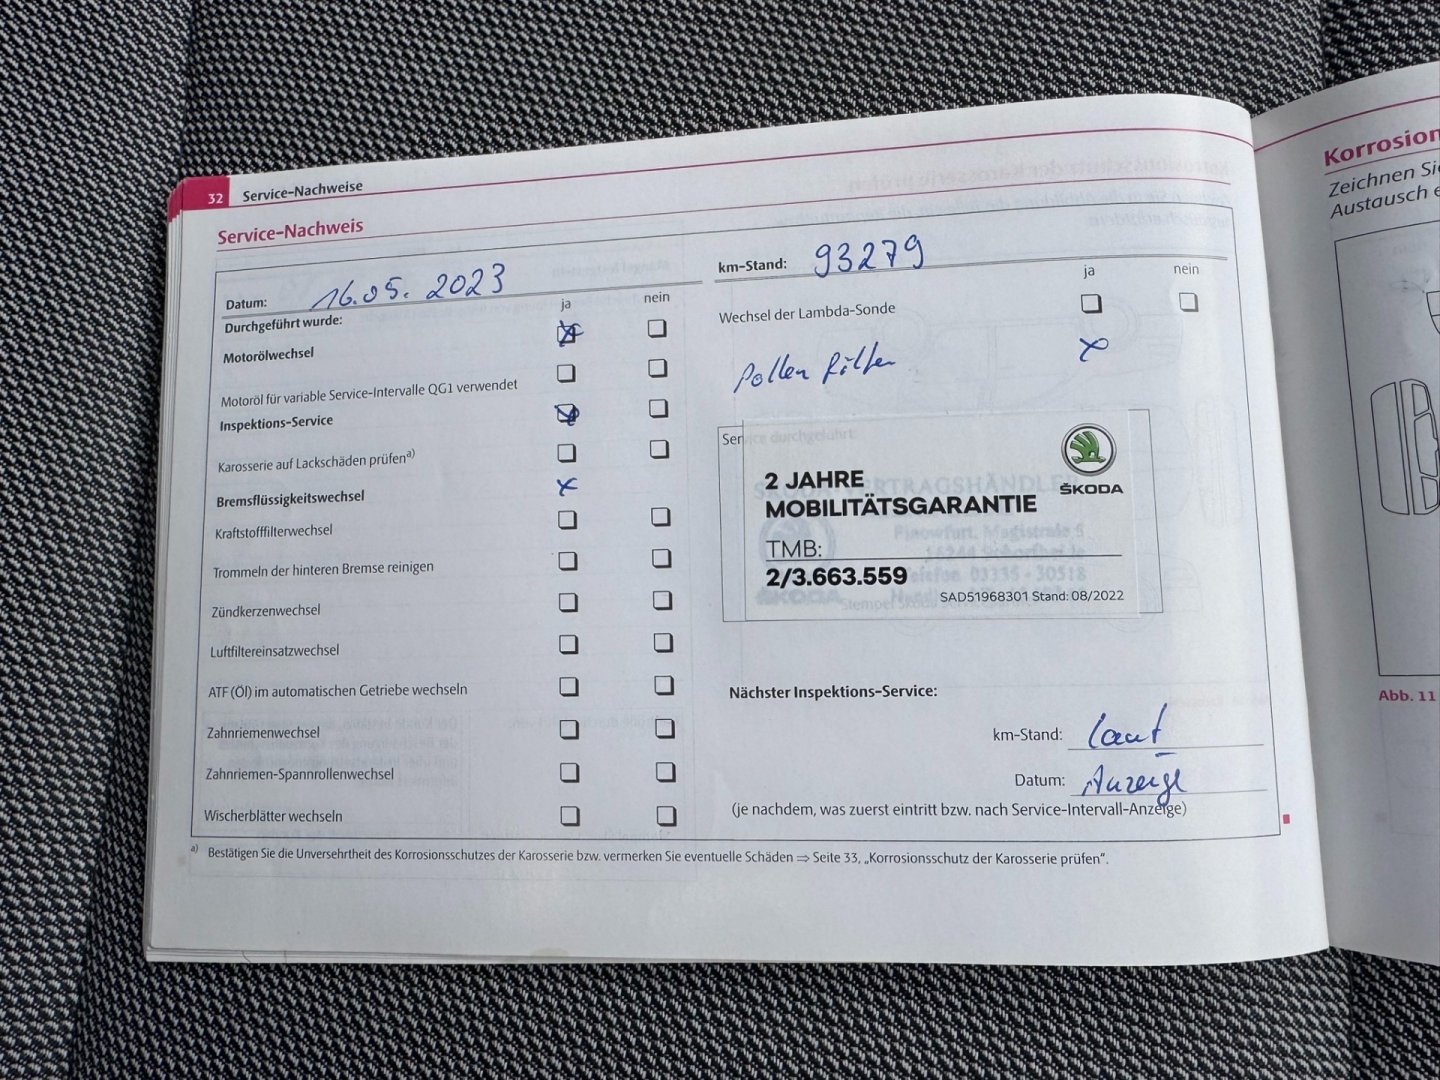 32 Service-Nachweise
Service-Nachweis
Datum: 16.05.2023
km-Stand: 93279
Durchgeführt wurde:
ja nein
ja nein
Motorölwechsel
Motoröl für variable Service-Intervalle QG1 verwendet
Inspektions-Service
Karosserie auf Lackschäden prüfen a)
Bremsflüssigkeitswechsel
Kraftstofffilterwechsel
Trommeln der hinteren Bremse reinigen
Zündkerzenwechsel
Luftfiltereinsatzwechsel
ATF (Öl) im automatischen Getriebe wechseln
Zahnriemenwechsel
Zahnriemen-Spannrollenwechsel
Wischerblätter wechseln
Wechsel der Lambda-Sonde
Pollen filter
Service durchgeführt:
SKODA-VERTRAGSHÄNDLER
2 JAHRE
MOBILITÄTSGARANTIE
ŠKODA
TMB:
2/3.663.559
SAD51968301 Stand: 08/2022
Nächster Inspektions-Service:
km-Stand: laut
Datum: Anzeige
(je nachdem, was zuerst eintritt bzw. nach Service-Intervall-Anzeige)
a) Bestätigen Sie die Unversehrtheit des Korrosionsschutzes der Karosserie bzw. vermerken Sie eventuelle Schäden ⇒ Seite 33, „Korrosionsschutz der Karosserie prüfen“.
Korrosion
Zeichnen Sie
Austausch e
Abb. 11